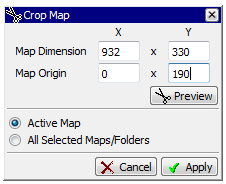 Crop Map
X Y
Map Dimension 932 x 330
Map Origin 0 x 190
Preview
Active Map
All Selected Maps/Folders
Cancel Apply